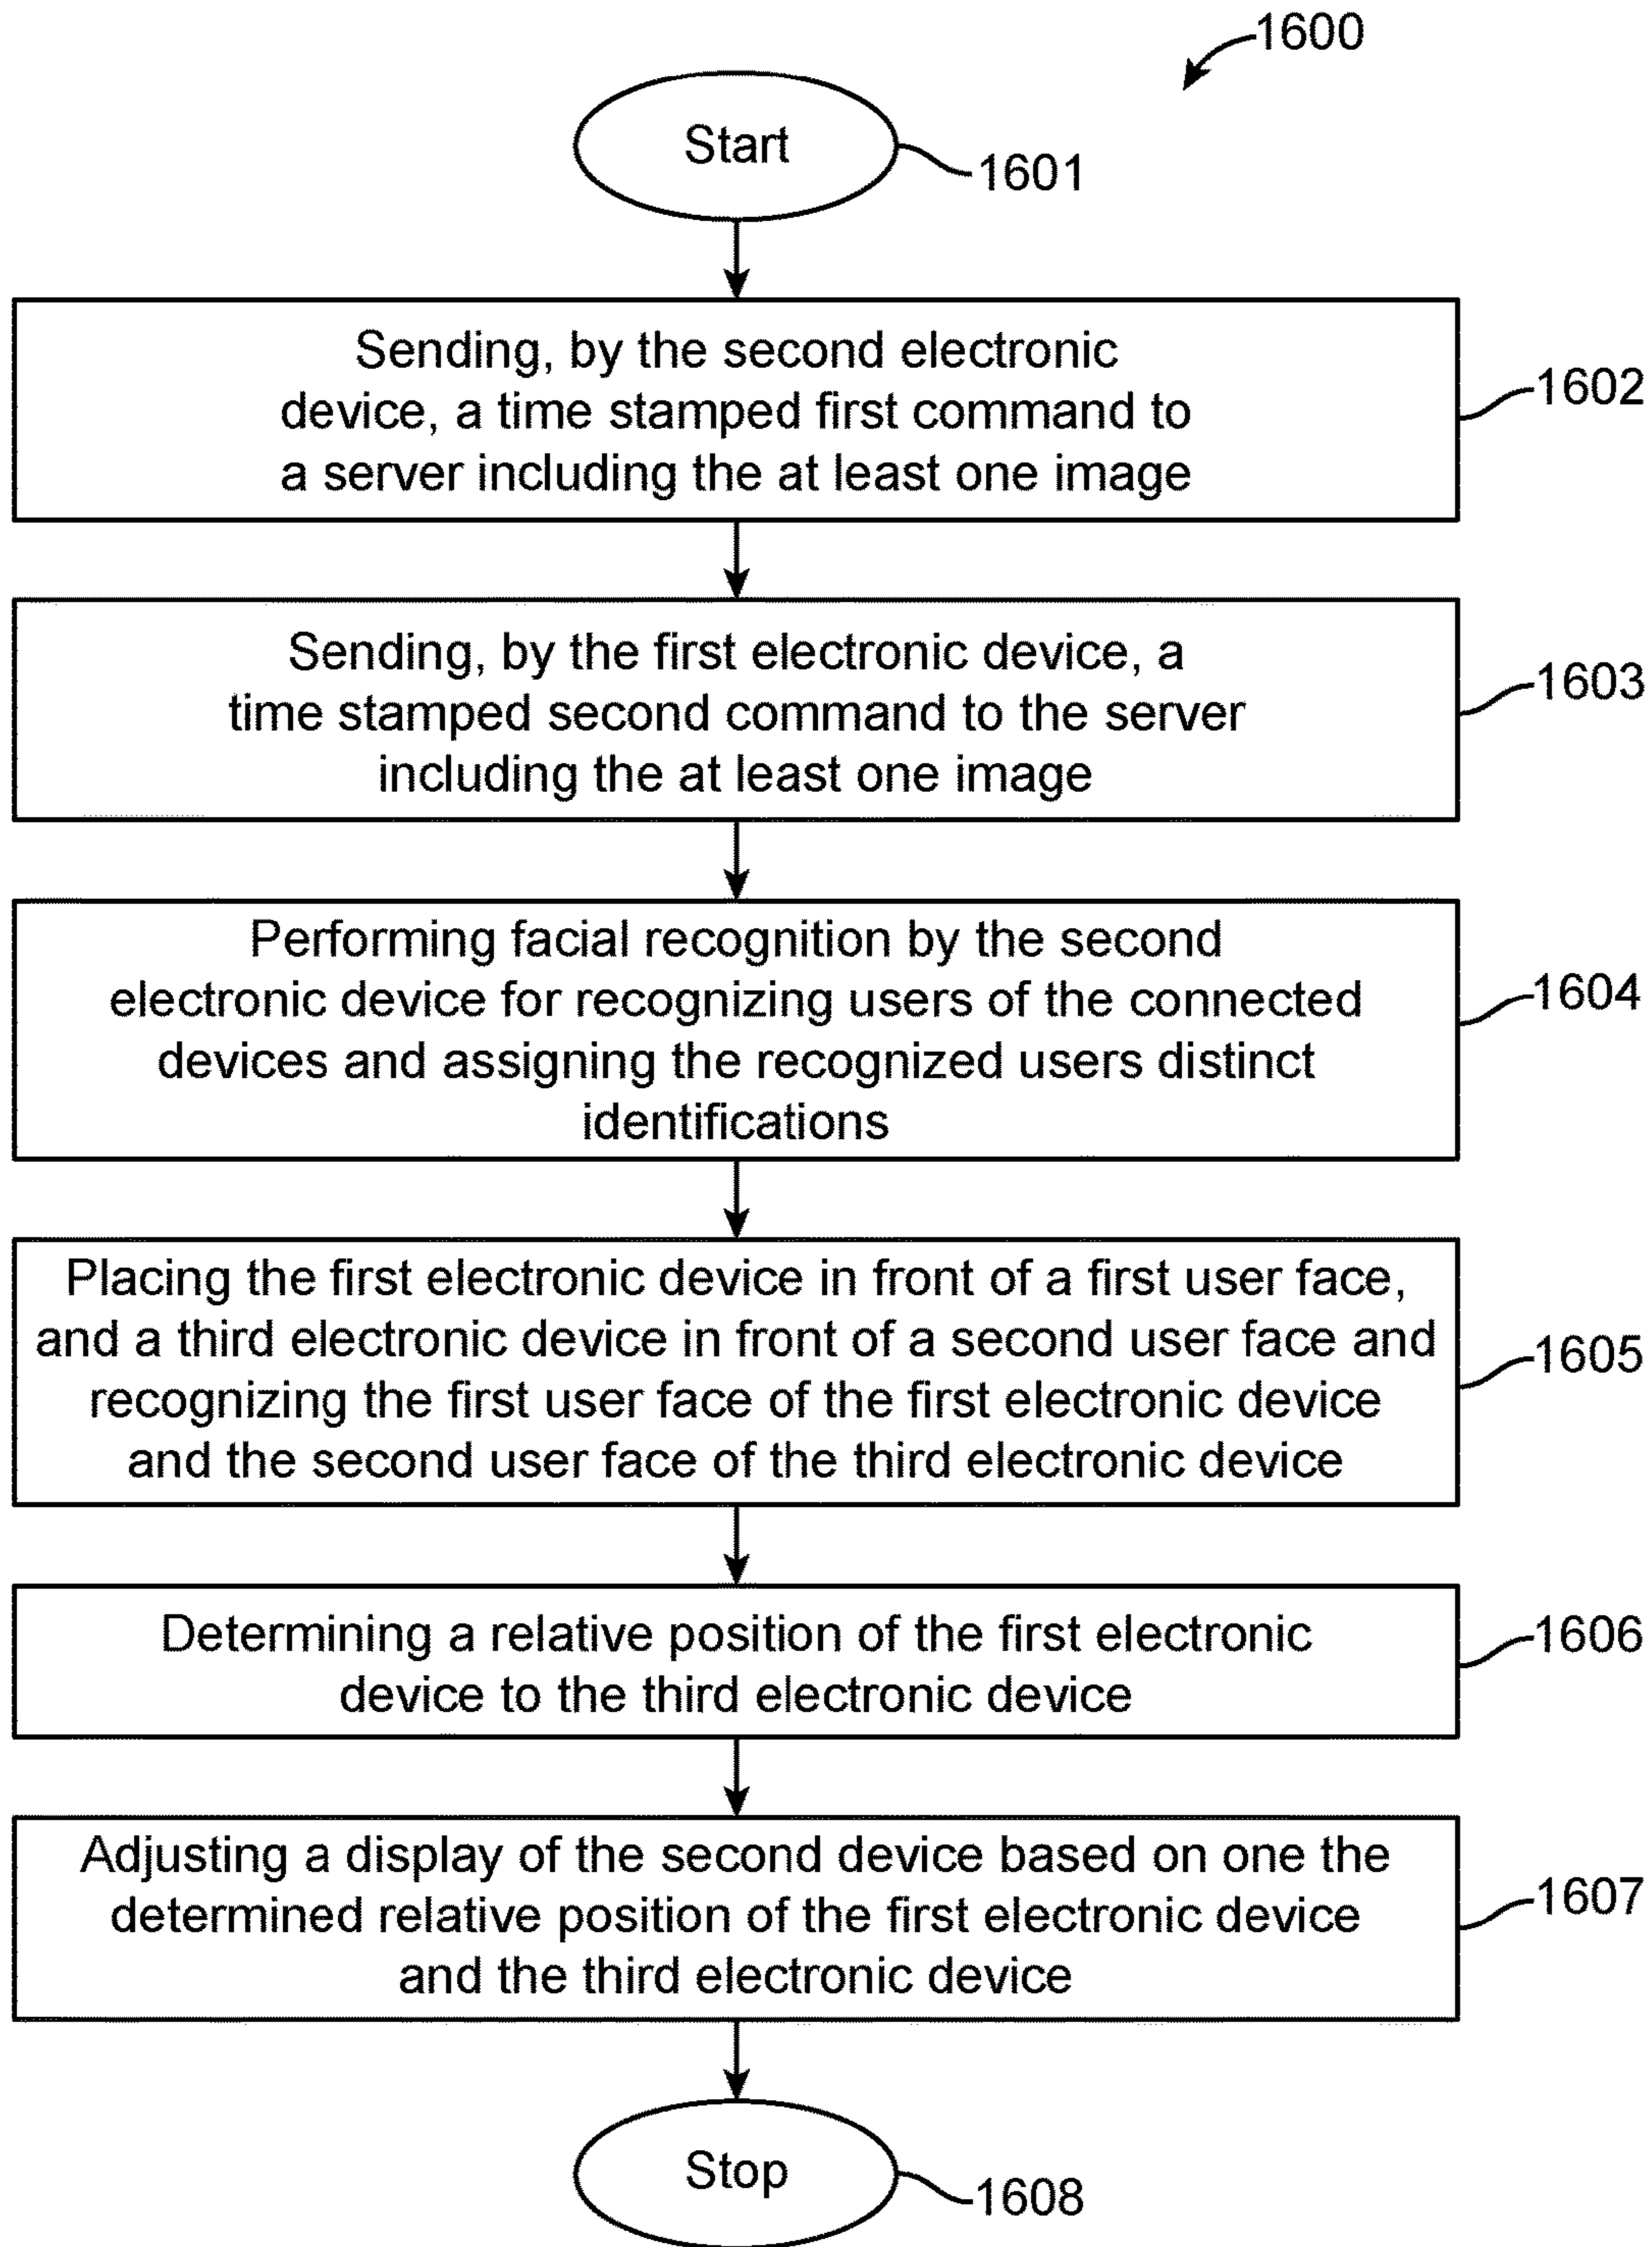 1600
Start
1601
Sending, by the second electronic
device, a time stamped first command to
a server including the at least one image
1602
Sending, by the first electronic device, a
time stamped second command to the server
including the at least one image
1603
Performing facial recognition by the second
electronic device for recognizing users of the connected
devices and assigning the recognized users distinct
identifications
1604
Placing the first electronic device in front of a first user face,
and a third electronic device in front of a second user face and
recognizing the first user face of the first electronic device
and the second user face of the third electronic device
1605
Determining a relative position of the first electronic
device to the third electronic device
1606
Adjusting a display of the second device based on one the
determined relative position of the first electronic device
and the third electronic device
1607
Stop
1608